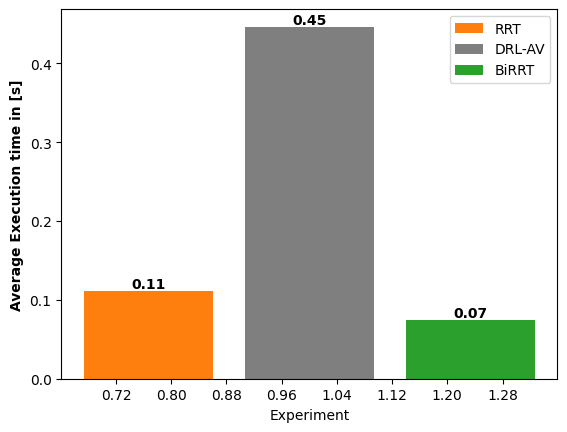 0.45
RRT
DRL-AV
BiRRT
Average Execution time in [s]
0.4
0.3
0.2
0.1
0.0
0.11
0.07
0.72 0.80 0.88 0.96 1.04 1.12 1.20 1.28
Experiment